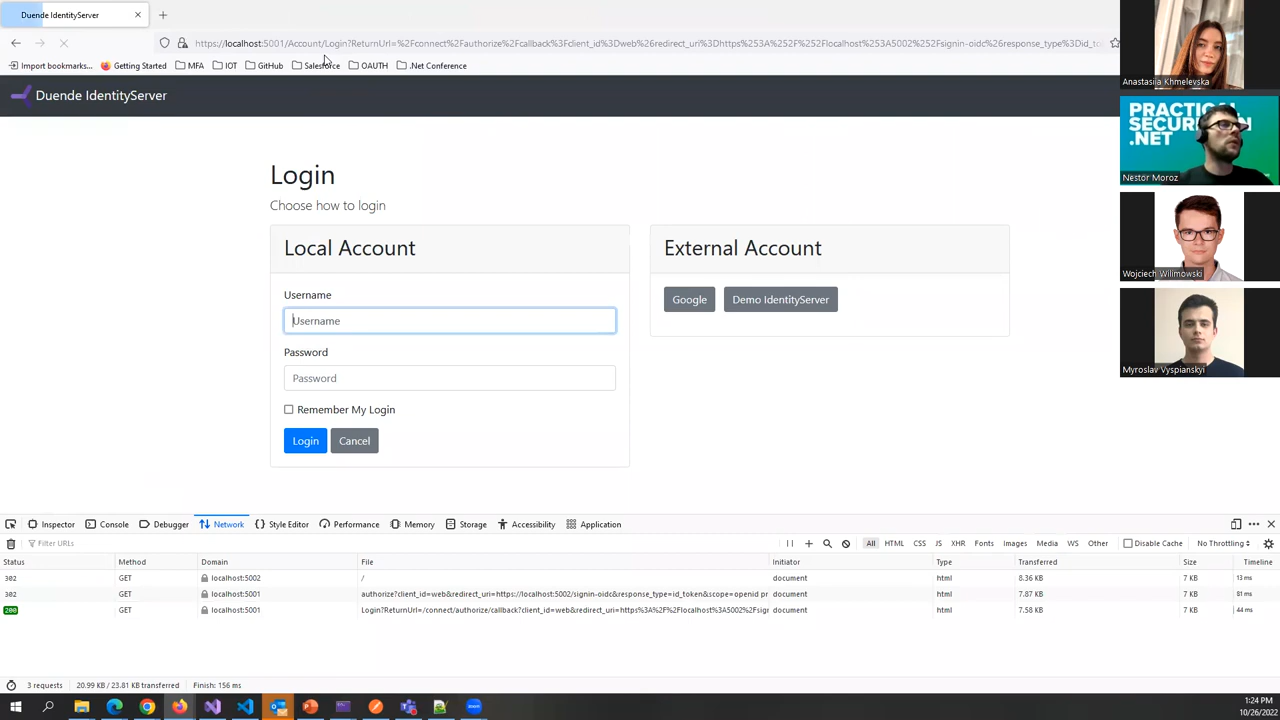 Duende IdentityServer
https://localhost:5001/Account/Login?ReturnUrl=%2Fconnect%2Fauthorize%2Fcallback%3Fclient_id%3Dweb%26redirect_uri%3Dhttps%253A%252F%252Flocalhost%253A5002%252Fsignin-oidc%26response_type%3Did_to...
Import bookmarks... Getting Started MFA IOT GitHub Salesforce OAUTH .Net Conference
Duende IdentityServer
Login
Choose how to login
Local Account
Username
Username
Password
Password
Remember My Login
Login Cancel
External Account
Google Demo IdentityServer
Anastasiia Khmelevska
PRACTICAL
SECURITY IN
.NET
Nestor Moroz
Wojciech Wilimowski
Myroslav Vyspianskyi
Inspector Console Debugger Network Style Editor Performance Memory Storage Accessibility Application
Filter URLs All HTML CSS JS XHR Fonts Images Media WS Other Disable Cache No Throttling
Status Method Domain File Initiator Type Transferred Size Timeline
302 GET localhost:5002 / document html 8.36 KB 7 KB 13 ms
302 GET localhost:5001 authorize?client_id=web&redirect_uri=https://localhost:5002/signin-oidc&response_type=id_token&scope=openid pr document html 7.87 KB 7 KB 81 ms
200 GET localhost:5001 Login?ReturnUrl=/connect/authorize/callback?client_id=web&redirect_uri=https%3A%2F%2Flocalhost%3A5002%2Fsign document html 7.58 KB 7 KB 44 ms
3 requests 20.99 KB / 23.81 KB transferred Finish: 156 ms
zoom
1:24 PM
10/26/2022